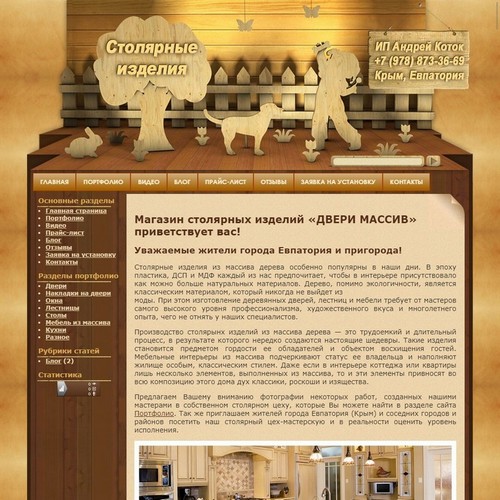 Столярные
изделия
ИП Андрей Коток
+7 (978) 873-36-69
Крым, Евпатория
ГЛАВНАЯ ПОРТФОЛИО ВИДЕО БЛОГ ПРАЙС-ЛИСТ ОТЗЫВЫ ЗАЯВКА НА УСТАНОВКУ КОНТАКТЫ
Основные разделы
Главная страница
Портфолио
Видео
Прайс-лист
Блог
Отзывы
Заявка на установку
Контакты
Разделы портфолио
Двери
Накладки на двери
Окна
Лестницы
Столы
Мебель из массива
Кухни
Разное
Рубрики статей
Блог (2)
Статистика
Магазин столярных изделий «ДВЕРИ МАССИВ»
приветствует вас!
Уважаемые жители города Евпатория и пригорода!
Столярные изделия из массива дерева особенно популярны в наши дни. В эпоху
пластика, ДСП и МДФ каждый из нас предпочитает, чтобы в интерьере присутствовало
как можно больше натуральных материалов. Дерево, помимо экологичности, является
классическим материалом, который никогда не выйдет из
моды. При этом изготовление деревянных дверей, лестниц и мебели требует от мастеров
самого высокого уровня профессионализма, художественного вкуса и многолетнего
опыта, чего не отнять у наших специалистов.
Производство столярынх изделий из массива дерева — это трудоемкий и длительный
процесс, в результате которого нередко создаются настоящие шедевры. Такие изделия
становится предметом гордости ее обладателей и объектом восхищения гостей.
Мебельные интерьеры из массива подчеркивают статус ее владельца и наполняют
жилище особым, классическим стилем. Даже если в интерьере коттеджа или квартиры
лишь несколько элементов, выполненных из массива, то и эти элементы привносят во
всю композицию этого дома дух классики, роскоши и изящества.
Предлагаем Вашему вниманию фотографии некоторых работ, созданных нашими
мастерами в собственном столярном цеху, которые Вы можете найти в разделе сайта
Портфолио. Так же приглашаем жителей города Евпатория (Крым) и соседних городов и
районов посетить наш столярный цех-мастерскую и в реальности оценить уровень
исполнения.